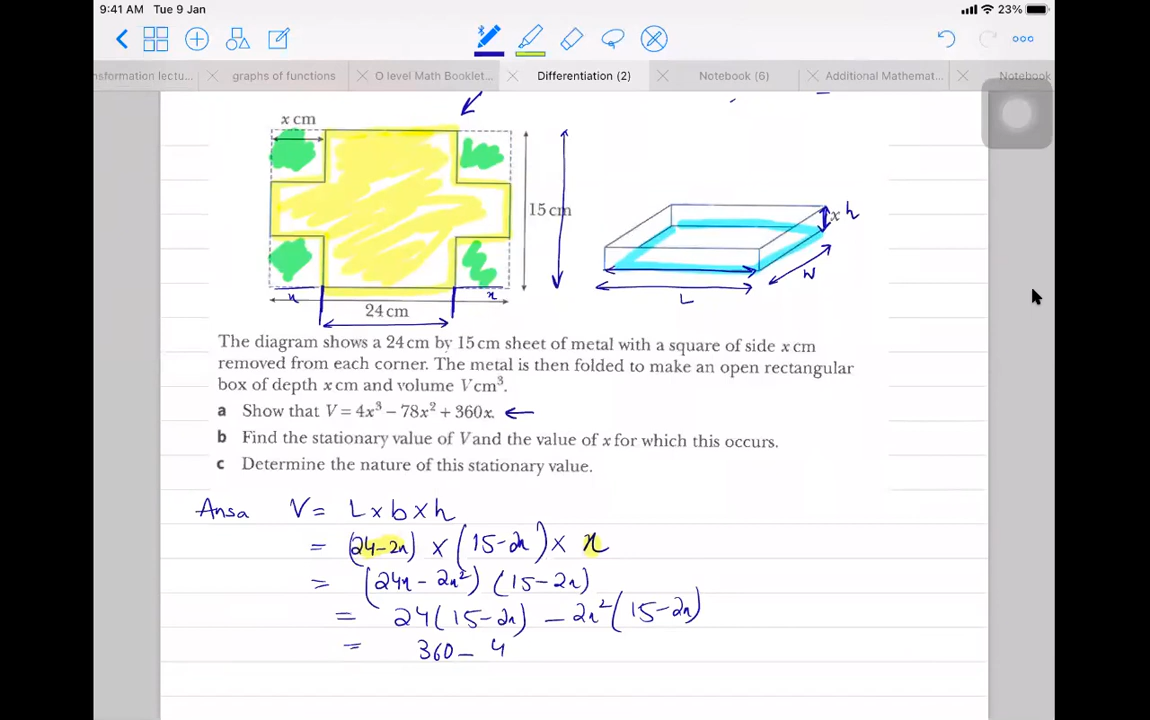 9:41 AM Tue 9 Jan
23%
nsformation lectu...
graphs of functions
O level Math Booklet...
Differentiation (2)
Notebook (6)
Additional Mathemat...
Notebook
x cm
15 cm
x h
W
L
x
x
24 cm
The diagram shows a 24 cm by 15 cm sheet of metal with a square of side x cm
removed from each corner. The metal is then folded to make an open rectangular
box of depth x cm and volume V cm³.
a Show that V = 4x³ – 78x² + 360x.
b Find the stationary value of V and the value of x for which this occurs.
c Determine the nature of this stationary value.
Ansa V = L x b x h
= (24-2x) x (15-2x) x x
= (24x - 2x²) (15-2x)
= 24(15-2x) - 2x²(15-2x)
= 360 - 4